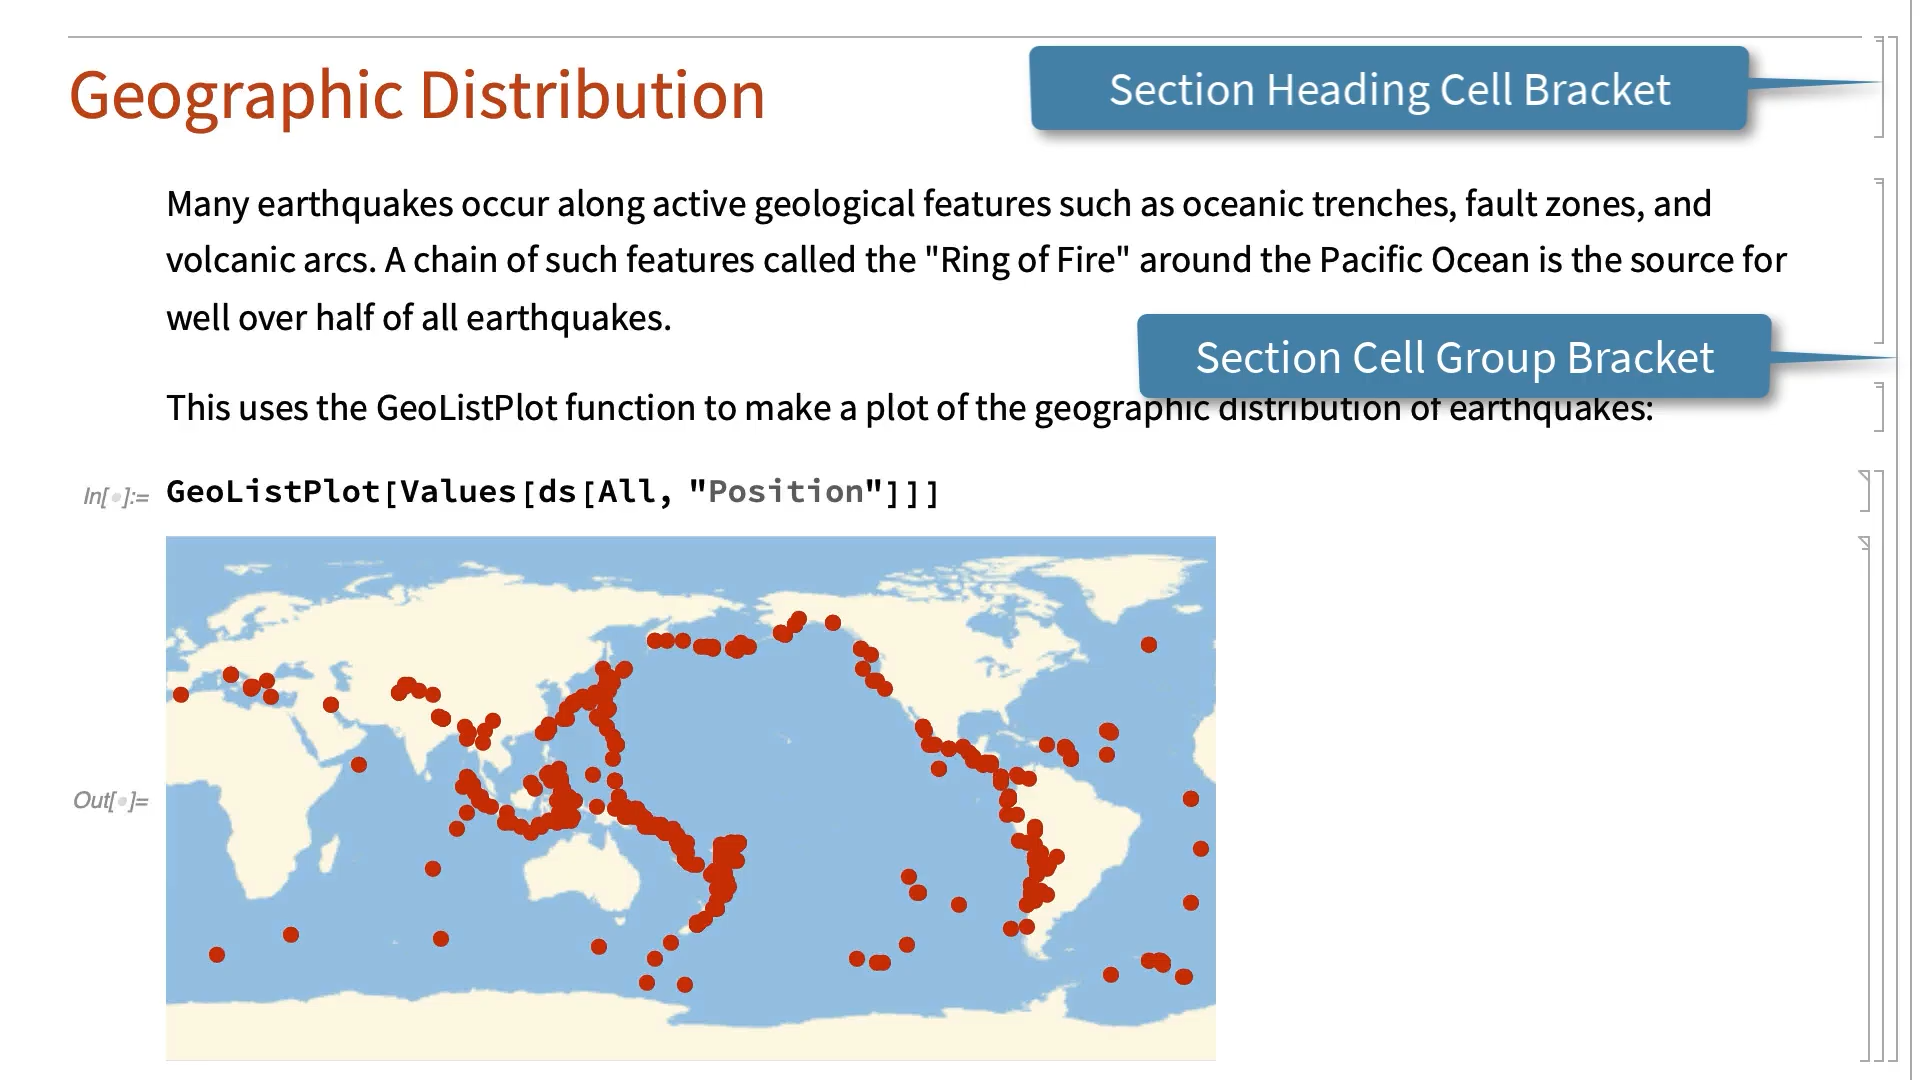 Geographic Distribution
Section Heading Cell Bracket
Many earthquakes occur along active geological features such as oceanic trenches, fault zones, and
volcanic arcs. A chain of such features called the "Ring of Fire" around the Pacific Ocean is the source for
well over half of all earthquakes.
Section Cell Group Bracket
This uses the GeoListPlot function to make a plot of the geographic distribution of earthquakes:
In[•]:= GeoListPlot[Values[ds[All, "Position"]]]
Out[•]=